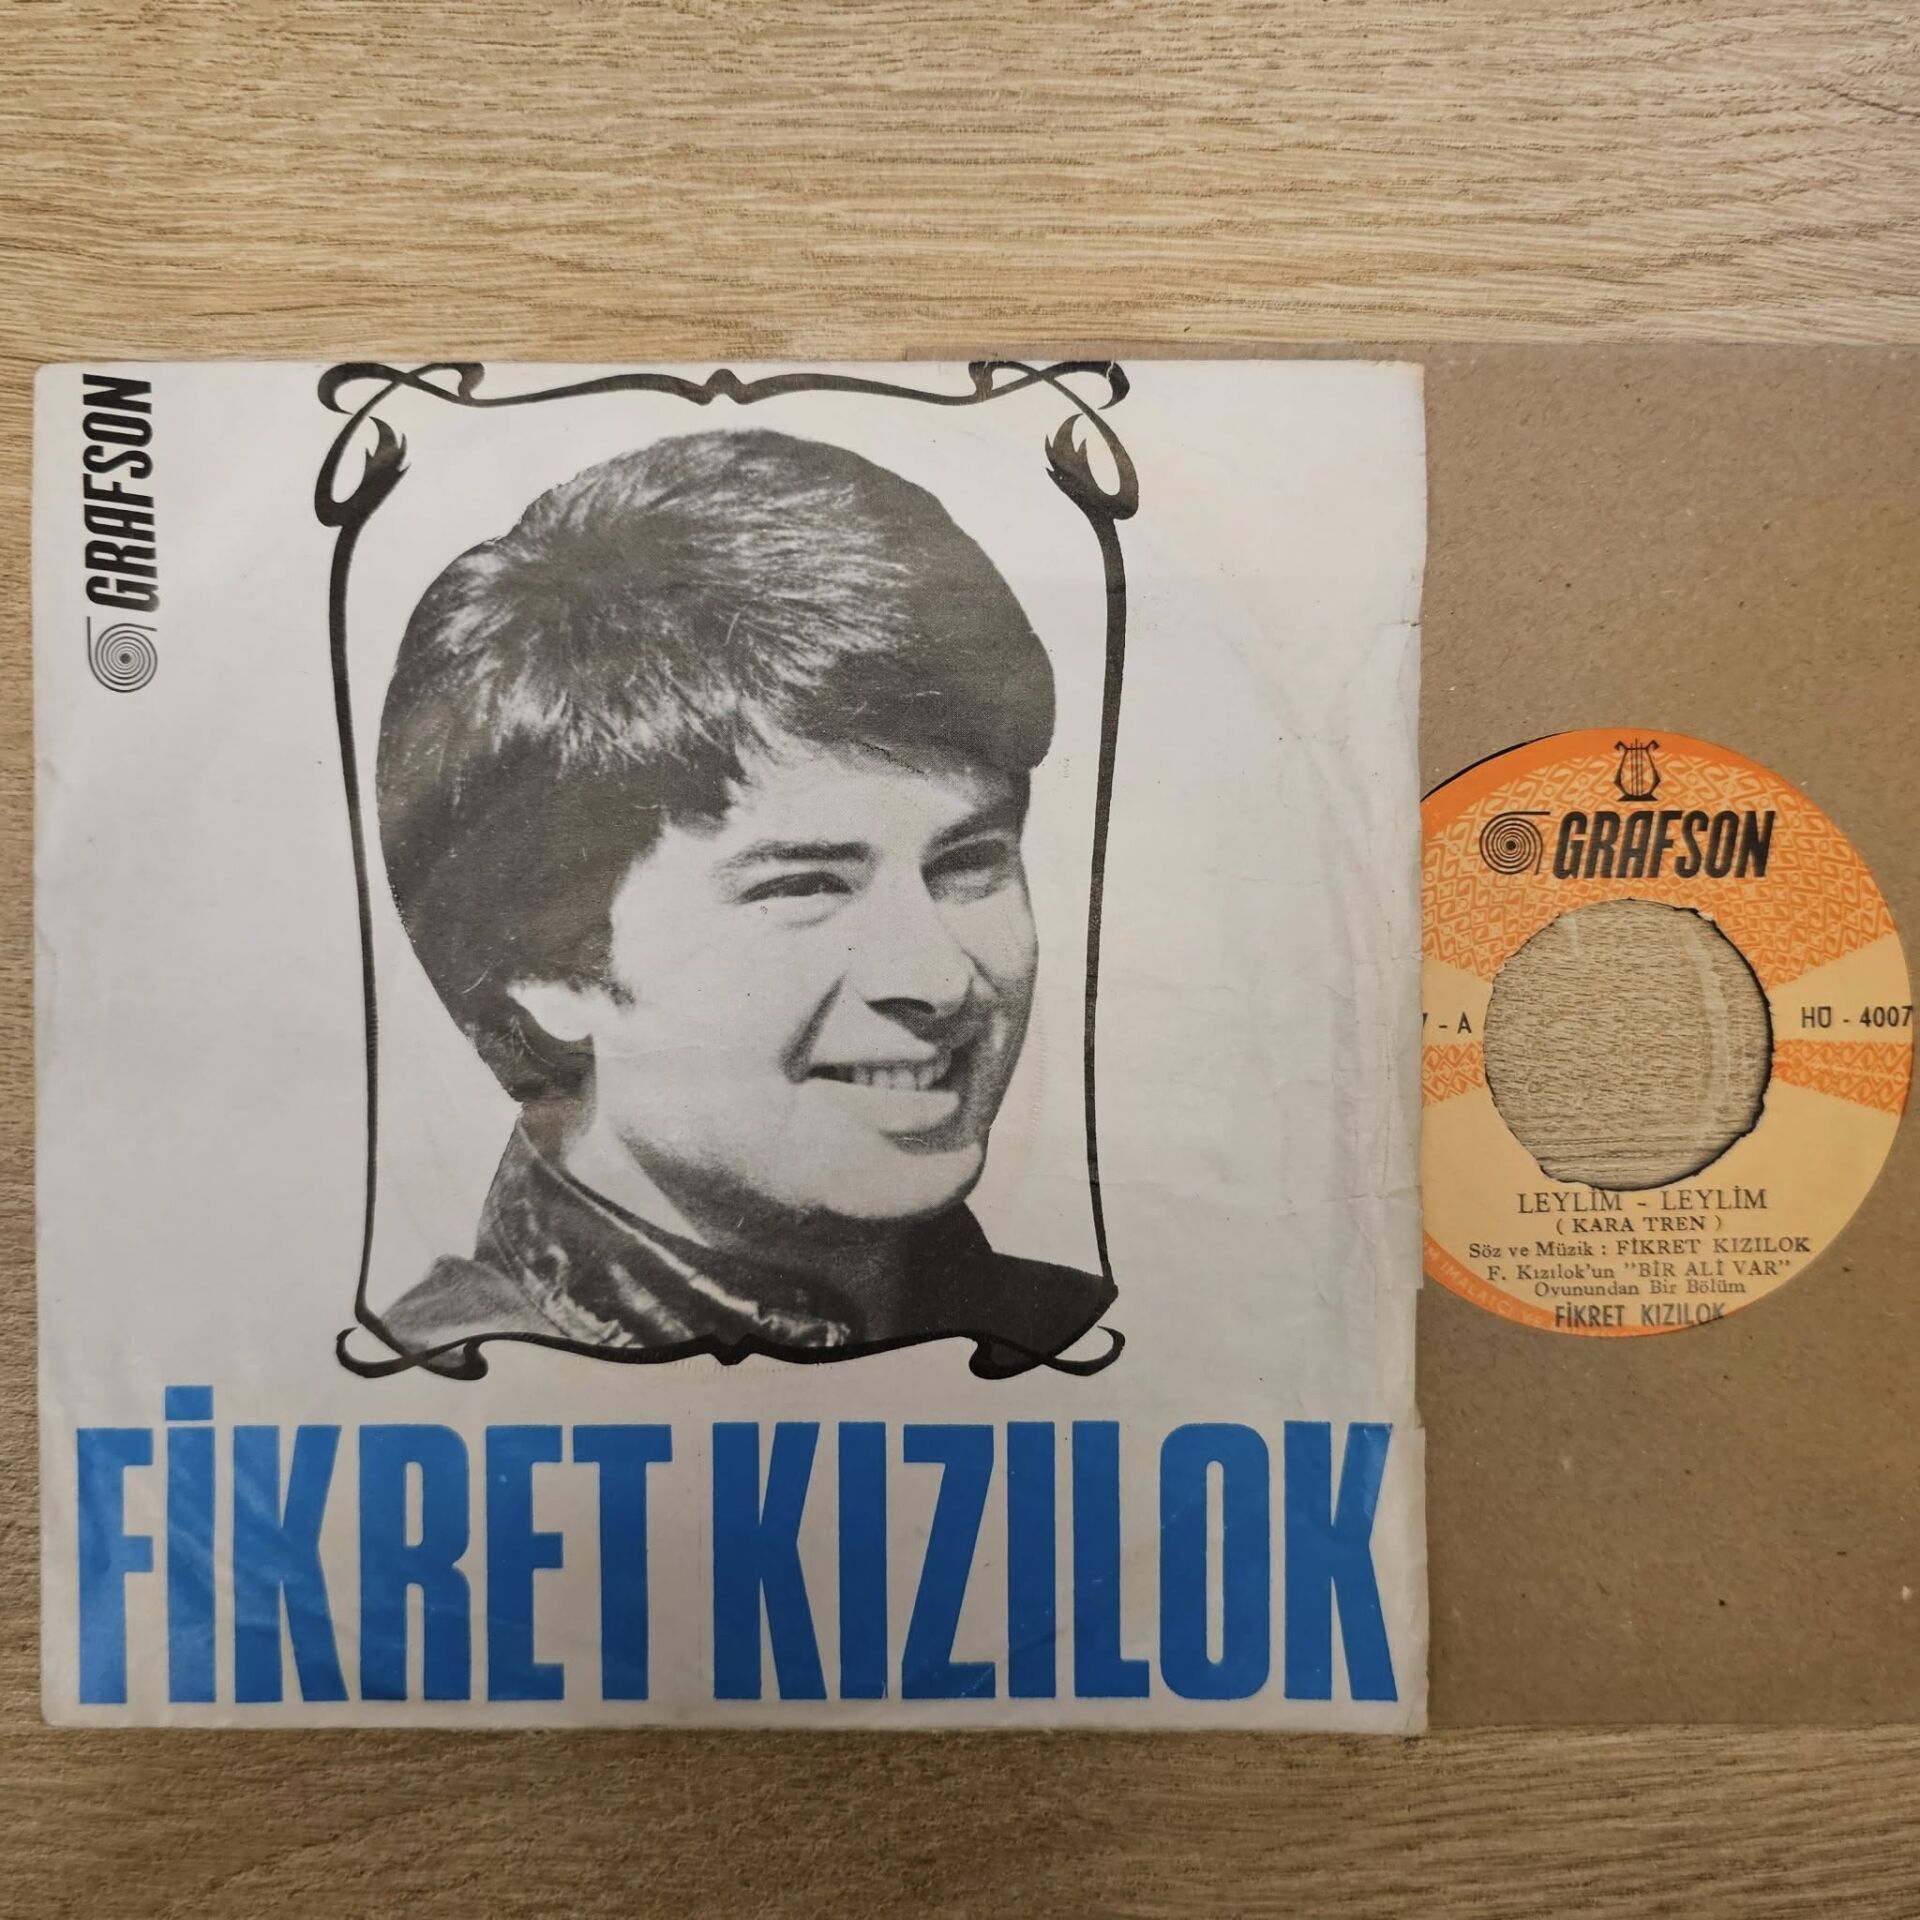 GRAFSON
FİKRET KIZILOK
GRAFSON
- A
HÜ - 4007
LEYLİM - LEYLİM
( KARA TREN )
Söz ve Müzik : FİKRET KIZILOK
F. Kızılok'un "BİR ALİ VAR"
Oyunundan Bir Bölüm
FİKRET KIZILOK